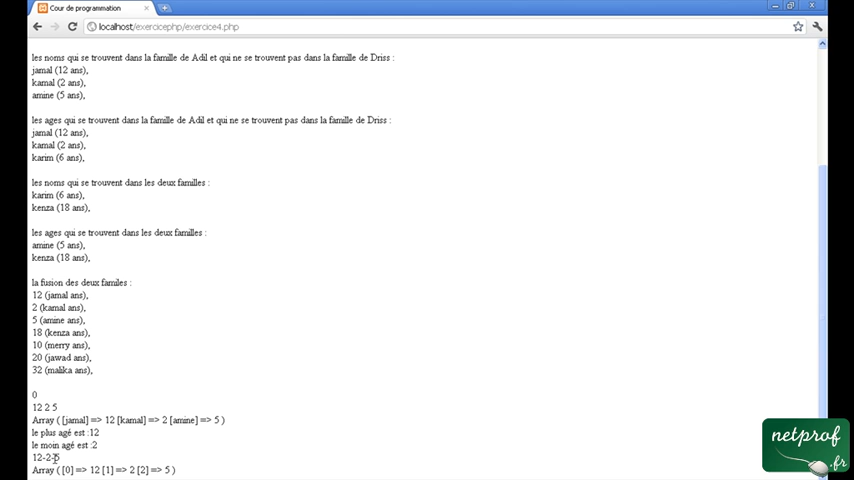 Cour de programmation
localhost/exercicephp/exercice4.php
les noms qui se trouvent dans la famille de Adil et qui ne se trouvent pas dans la famille de Driss :
jamal (12 ans),
kamal (2 ans),
amine (5 ans),
les ages qui se trouvent dans la famille de Adil et qui ne se trouvent pas dans la famille de Driss :
jamal (12 ans),
kamal (2 ans),
karim (6 ans),
les noms qui se trouvent dans les deux familles :
karim (6 ans),
kenza (18 ans),
les ages qui se trouvent dans les deux familles :
amine (5 ans),
kenza (18 ans),
la fusion des deux familes :
12 (jamal ans),
2 (kamal ans),
5 (amine ans),
18 (kenza ans),
10 (merry ans),
20 (jawad ans),
32 (malika ans),
0
12 2 5
Array ( [jamal] => 12 [kamal] => 2 [amine] => 5 )
le plus agé est :12
le moin agé est :2
12-2-5
Array ( [0] => 12 [1] => 2 [2] => 5 )
netprof
.fr